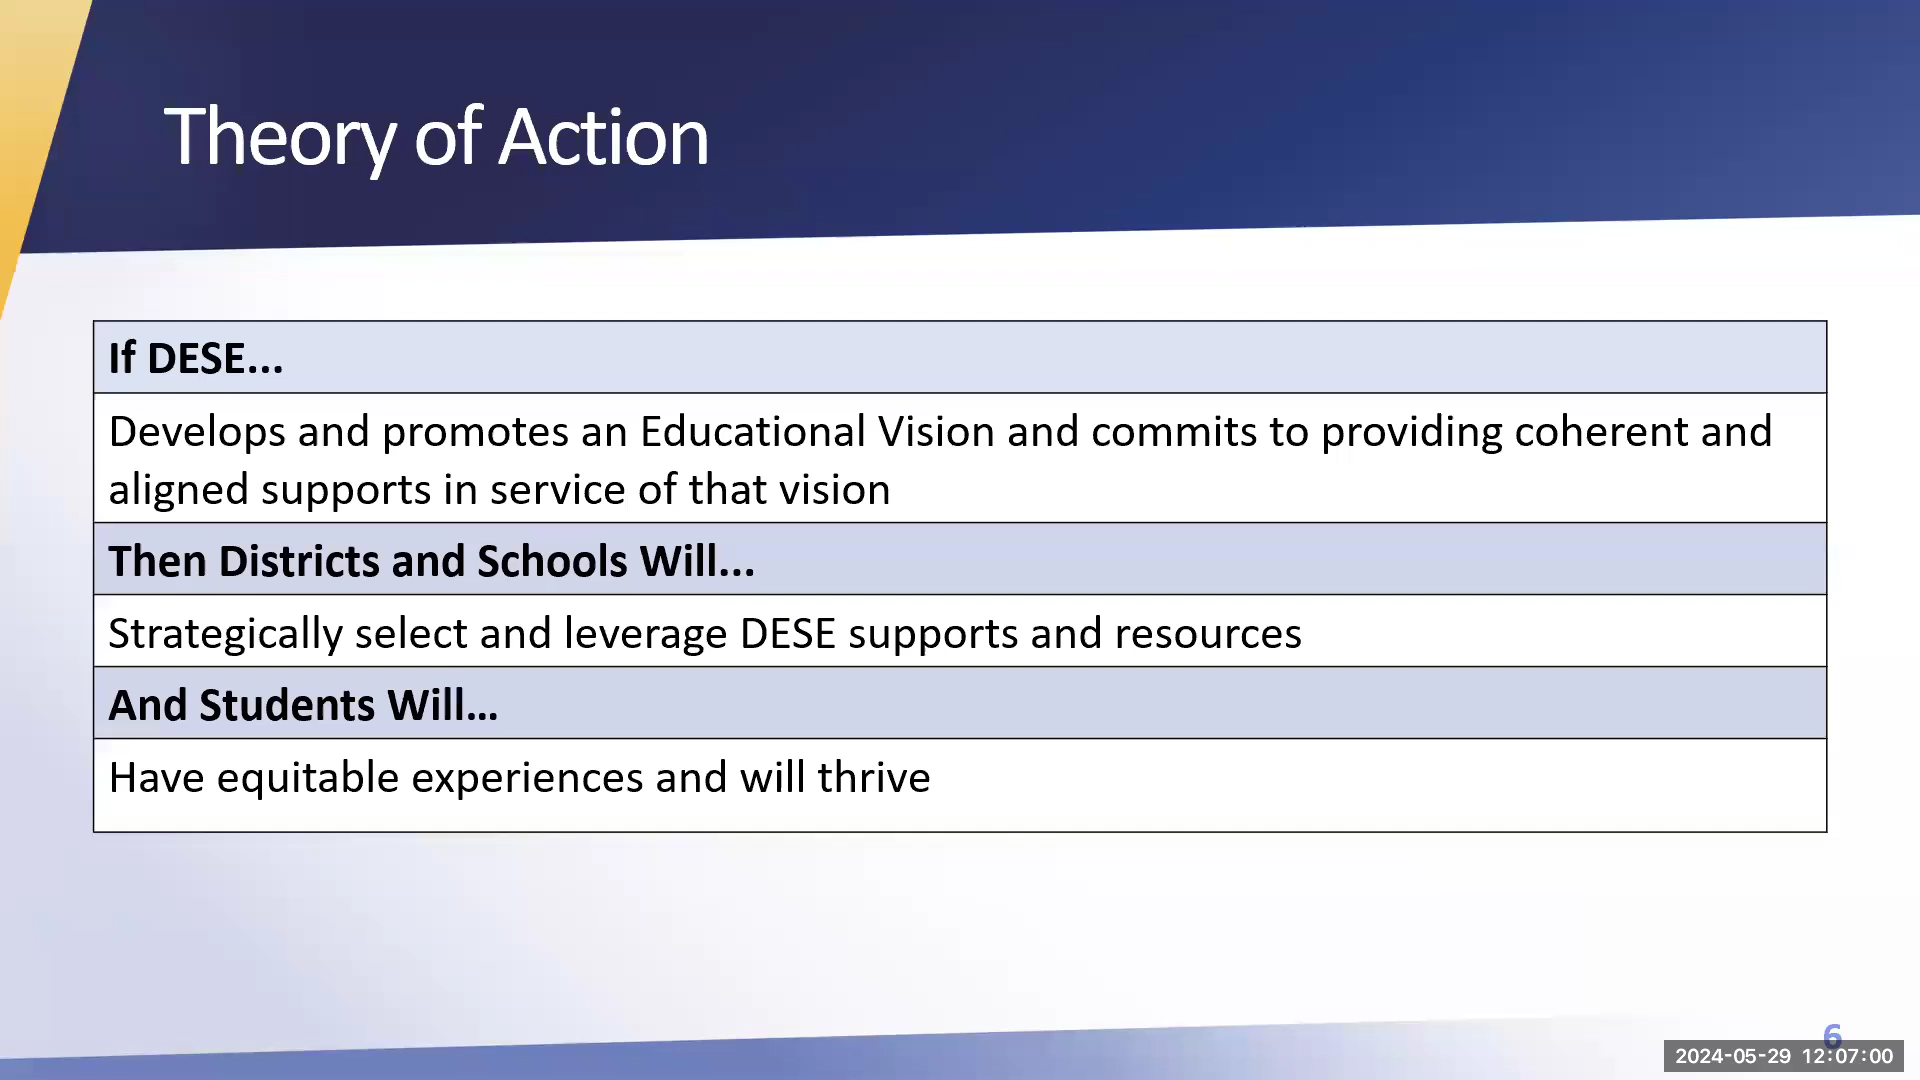 Theory of Action
If DESE...
Develops and promotes an Educational Vision and commits to providing coherent and
aligned supports in service of that vision
Then Districts and Schools Will...
Strategically select and leverage DESE supports and resources
And Students Will…
Have equitable experiences and will thrive
6
2024-05-29 12:07:00